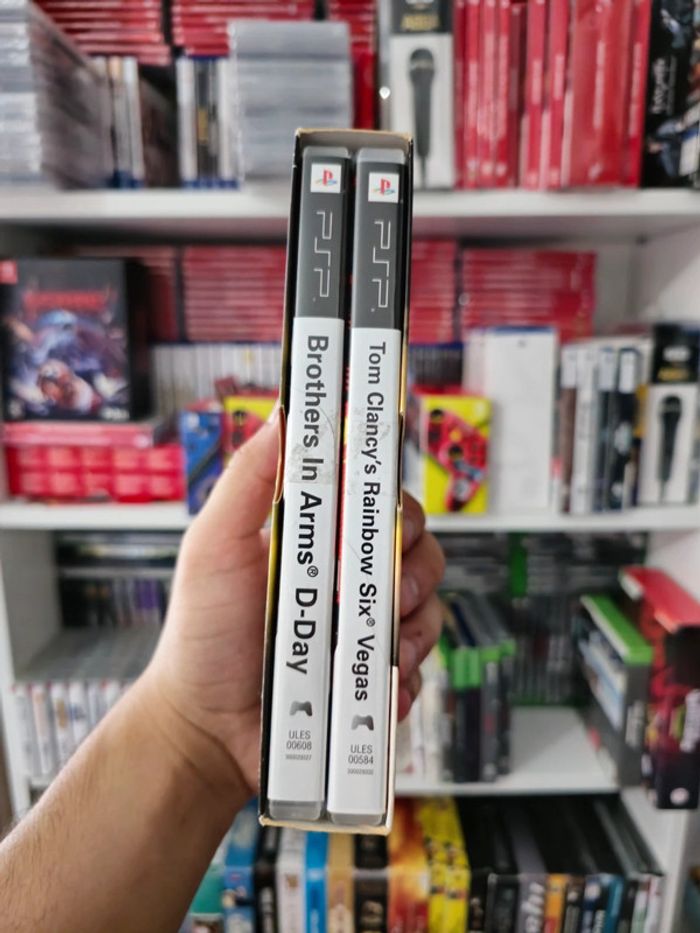 PSP
Brothers In Arms® D-Day
ULES
00608
PSP
Tom Clancy's Rainbow Six® Vegas
ULES
00584